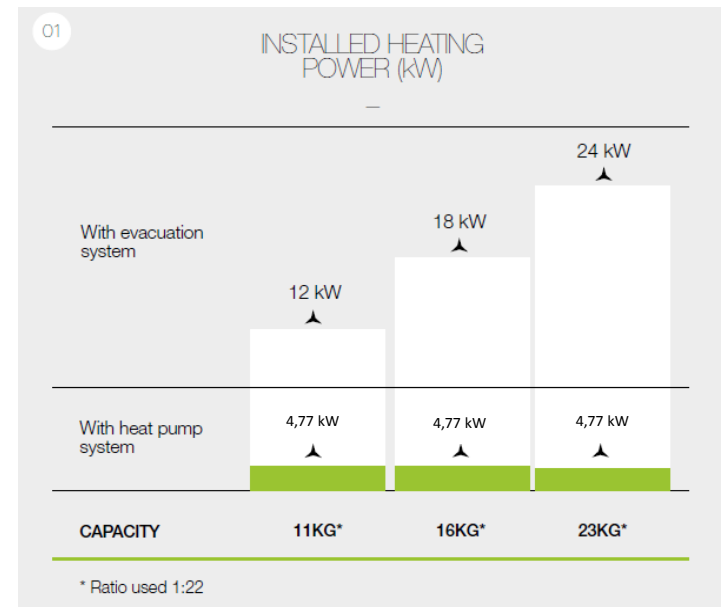 01
INSTALLED HEATING
POWER (kW)
24 kW
18 kW
With evacuation
system
12 kW
4,77 kW 4,77 kW 4,77 kW
With heat pump
system
CAPACITY 11KG* 16KG* 23KG*
* Ratio used 1:22